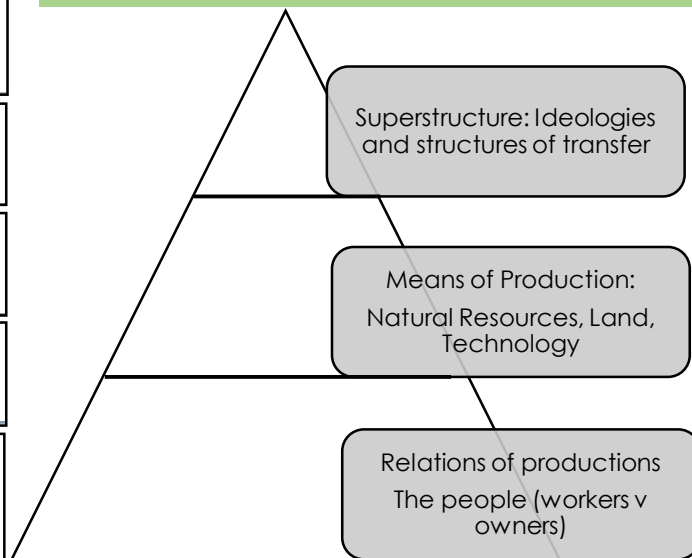 Superstructure: Ideologies
and structures of transfer
Means of Production:
Natural Resources, Land,
Technology
Relations of productions
The people (workers v
owners)